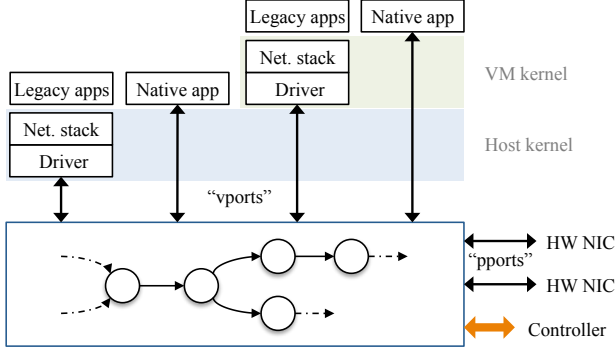 Legacy apps
Native app
Net. stack
Driver
VM kernel
Legacy apps
Native app
Net. stack
Driver
Host kernel
“vports”
HW NIC
“pports”
HW NIC
Controller